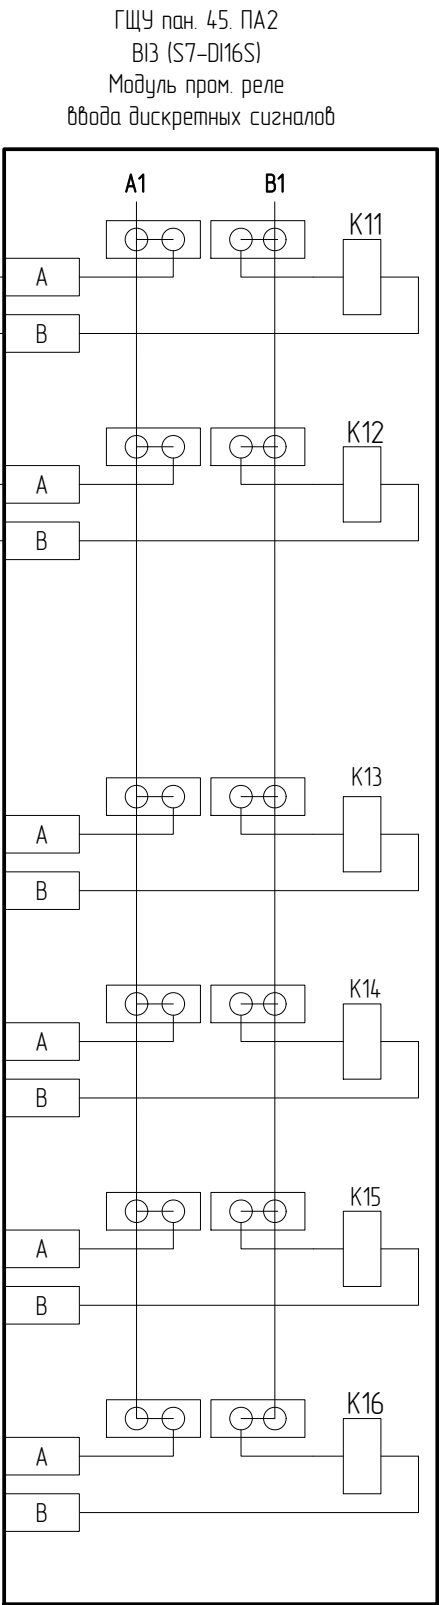 ГЩУ пан. 45. ПА2
BI3 (S7-DI16S)
Модуль пром. реле
ввода дискретных сигналов
A1 B1
K11
A
B
K12
A
B
K13
A
B
K14
A
B
K15
A
B
K16
A
B